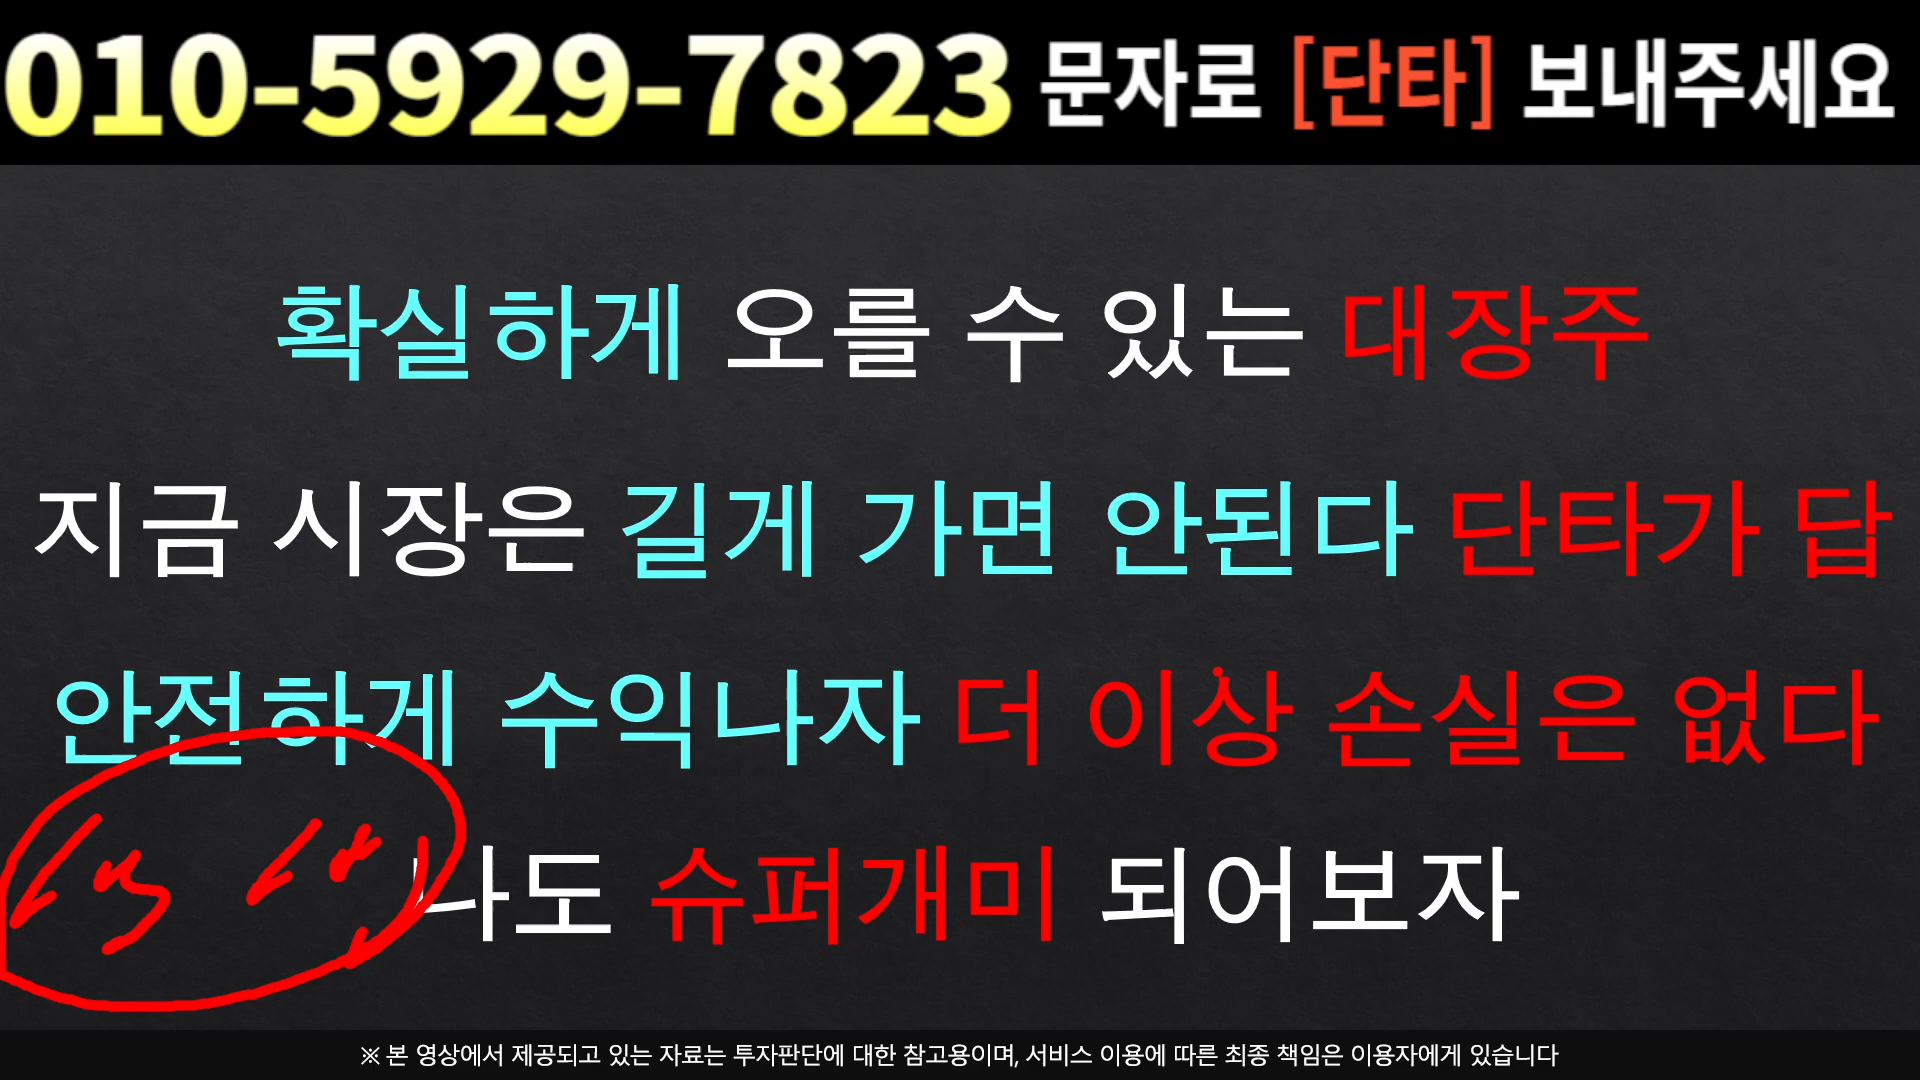 010-5929-7823 문자로 [단타] 보내주세요
확실하게 오를 수 있는 대장주
지금 시장은 길게 가면 안된다 단타가 답
안전하게 수익나자 더 이상 손실은 없다
나도 슈퍼개미 되어보자
※ 본 영상에서 제공되고 있는 자료는 투자판단에 대한 참고용이며, 서비스 이용에 따른 최종 책임은 이용자에게 있습니다